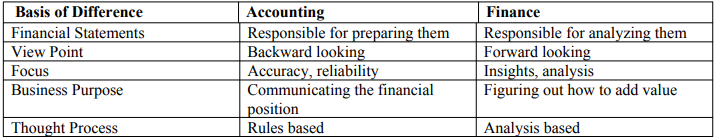 Basis of Difference Accounting Finance
Financial Statements Responsible for preparing them Responsible for analyzing them
View Point Backward looking Forward looking
Focus Accuracy, reliability Insights, analysis
Business Purpose Communicating the financial Figuring out how to add value
position
Thought Process Rules based Analysis based